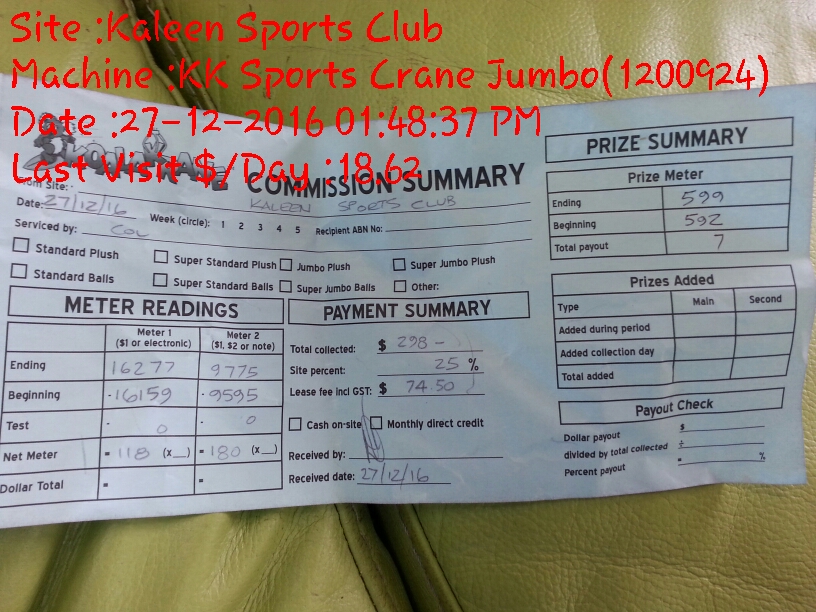 Site :Kaleen Sports Club
Machine :KK Sports Crane Jumbo(1200924)
Date :27-12-2016 01:48:37 PM
Last Visit $/Day :18.62
COMMISSION SUMMARY
From Site: KALEEN SPORTS CLUB
Date: 27/12/16 Week (circle): 1 2 3 4 5 Recipient ABN No:
Serviced by: COL
Standard Plush Super Standard Plush Jumbo Plush Super Jumbo Plush
Standard Balls Super Standard Balls Super Jumbo Balls Other:
METER READINGS
Meter 1 ($1 or electronic) Meter 2 ($1, $2 or note)
Ending 16277 9775
Beginning 16159 9595
Test 0 0
Net Meter = 118 (x__) = 180 (x__)
Dollar Total = =
PAYMENT SUMMARY
Total collected: $ 298 -
Site percent: 25 %
Lease fee incl GST: $ 74.50
Cash on-site Monthly direct credit
Received by:
Received date: 27/12/16
PRIZE SUMMARY
Prize Meter
Ending 599
Beginning 592
Total payout 7
Prizes Added
Type Main Second
Added during period
Added collection day
Total added
Payout Check
Dollar payout $
divided by total collected ÷
Percent payout = %